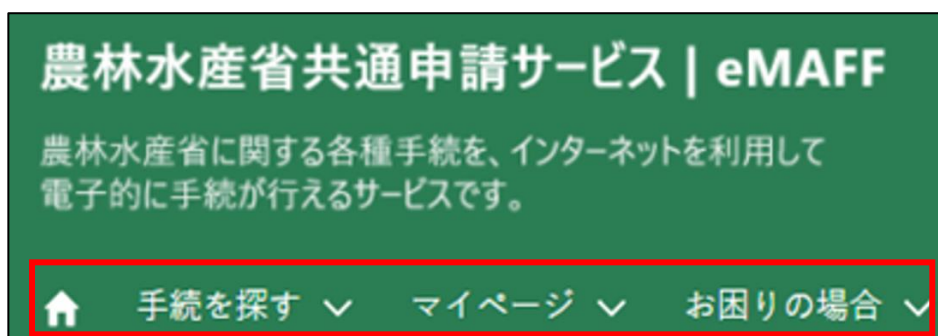 農林水産省共通申請サービス | eMAFF
農林水産省に関する各種手続を、インターネットを利用して
電子的に手続が行えるサービスです。
手続を探す マイページ お困りの場合